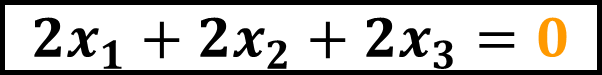 2x₁ + 2x₂ + 2x₃ = 0